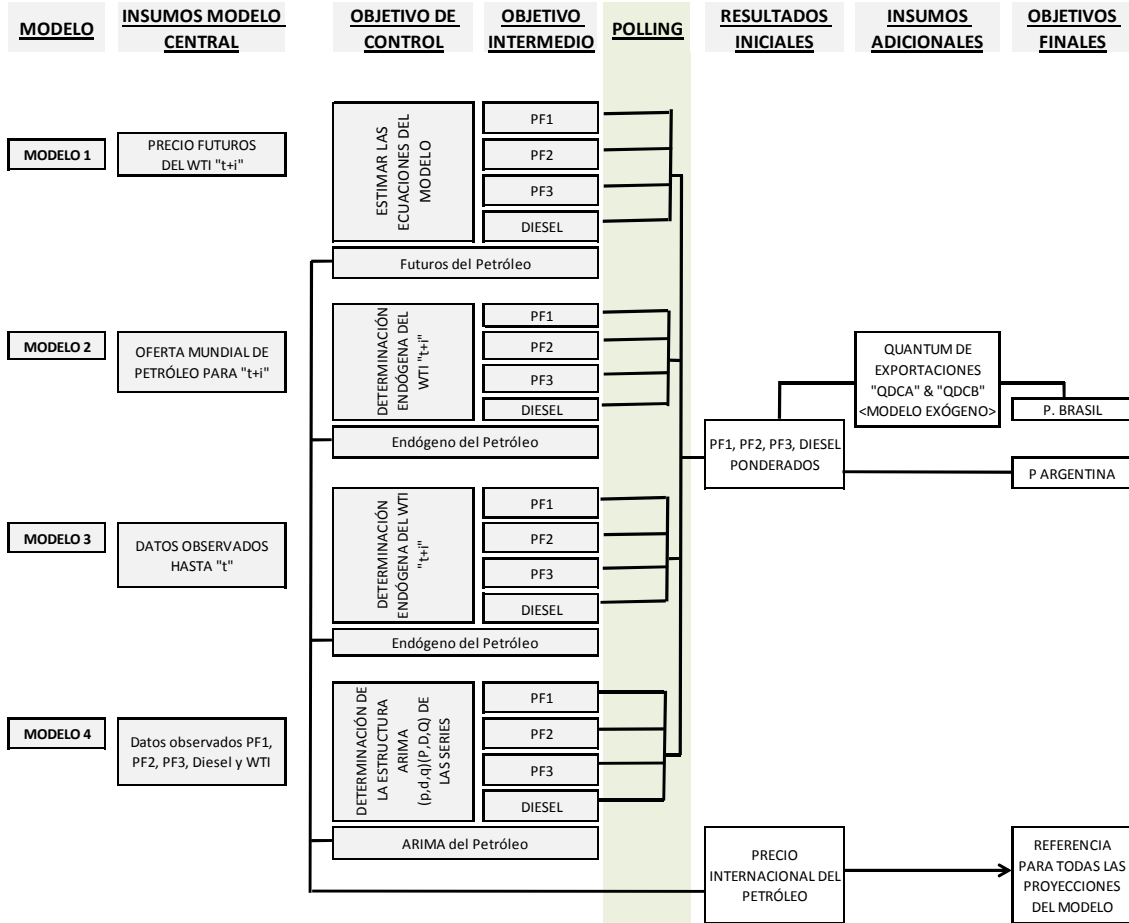 MODELO
INSUMOS MODELO
CENTRAL
OBJETIVO DE
CONTROL
OBJETIVO
INTERMEDIO
POLLING
RESULTADOS
INICIALES
INSUMOS
ADICIONALES
OBJETIVOS
FINALES
MODELO 1
PRECIO FUTUROS
DEL WTI "t+i"
ESTIMAR LAS
ECUACIONES DEL
MODELO
PF1
PF2
PF3
DIESEL
Futuros del Petróleo
MODELO 2
OFERTA MUNDIAL DE
PETRÓLEO PARA "t+i"
DETERMINACIÓN
ENDÓGENA DEL
WTI "t+i"
PF1
PF2
PF3
DIESEL
Endógeno del Petróleo
MODELO 3
DATOS OBSERVADOS
HASTA "t"
DETERMINACIÓN
ENDÓGENA DEL WTI
"t+i"
PF1
PF2
PF3
DIESEL
Endógeno del Petróleo
MODELO 4
Datos observados PF1,
PF2, PF3, Diesel y WTI
DETERMINACIÓN DE
LA ESTRUCTURA
ARIMA
(p,d,q)(P,D,Q) DE
LAS SERIES
PF1
PF2
PF3
DIESEL
ARIMA del Petróleo
PF1, PF2, PF3, DIESEL
PONDERADOS
QUANTUM DE
EXPORTACIONES
"QDCA" & "QDCB"
<MODELO EXÓGENO>
P. BRASIL
P ARGENTINA
PRECIO
INTERNACIONAL DEL
PETRÓLEO
REFERENCIA
PARA TODAS LAS
PROYECCIONES
DEL MODELO